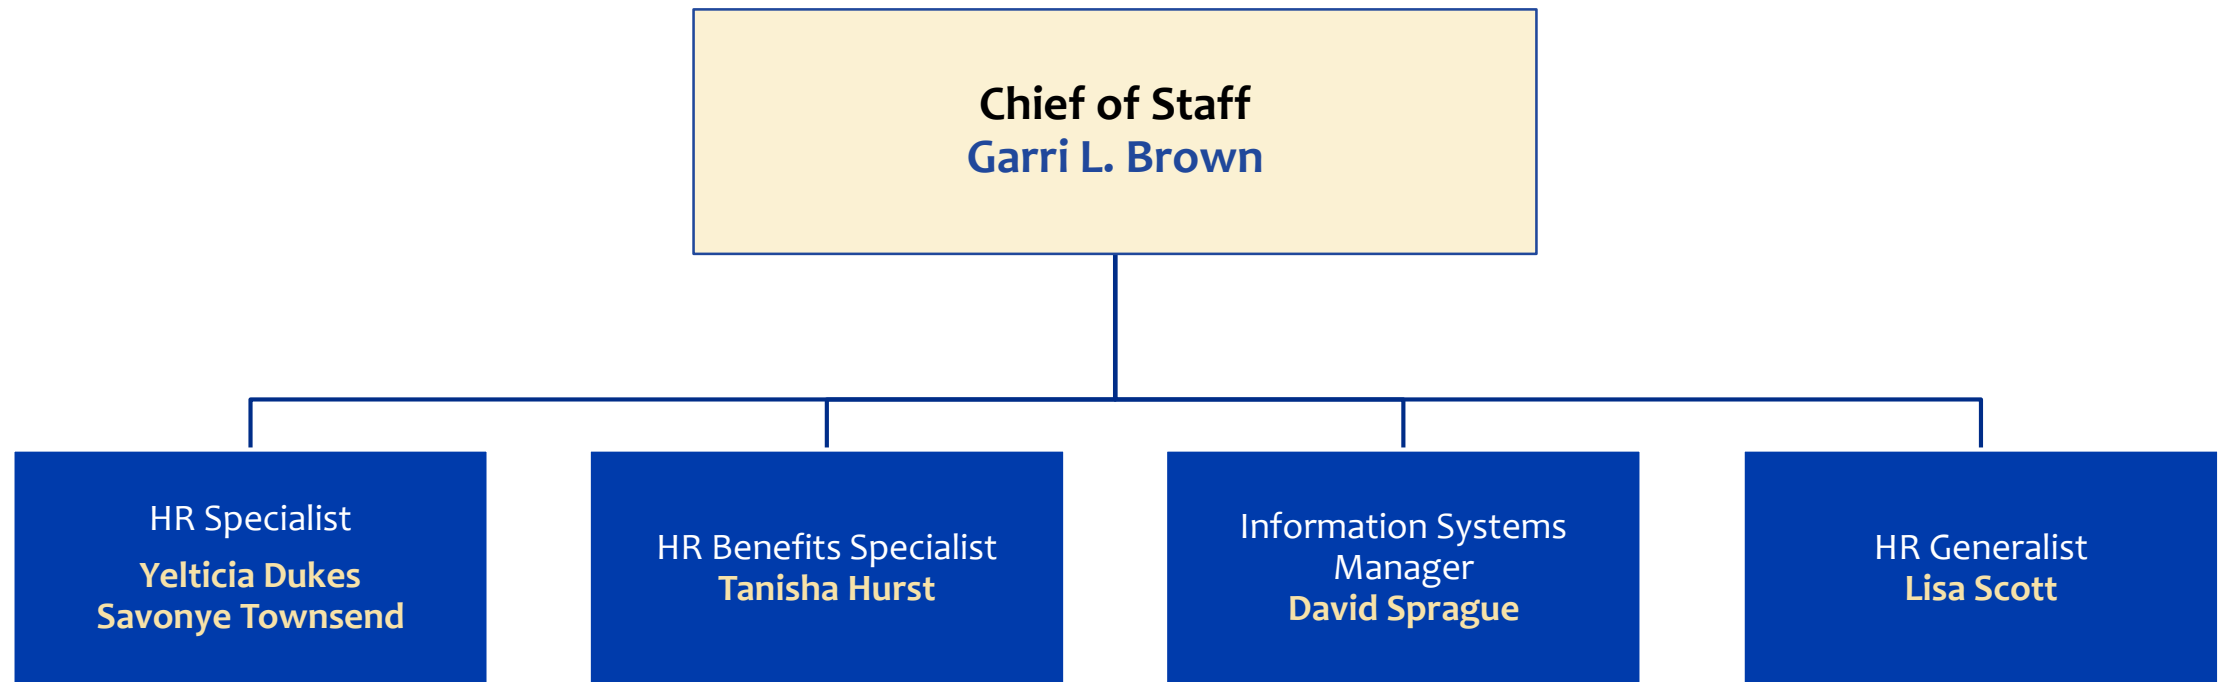 Chief of Staff
Garri L. Brown
HR Specialist
Yelticia Dukes
Savonye Townsend
HR Benefits Specialist
Tanisha Hurst
Information Systems
Manager
David Sprague
HR Generalist
Lisa Scott